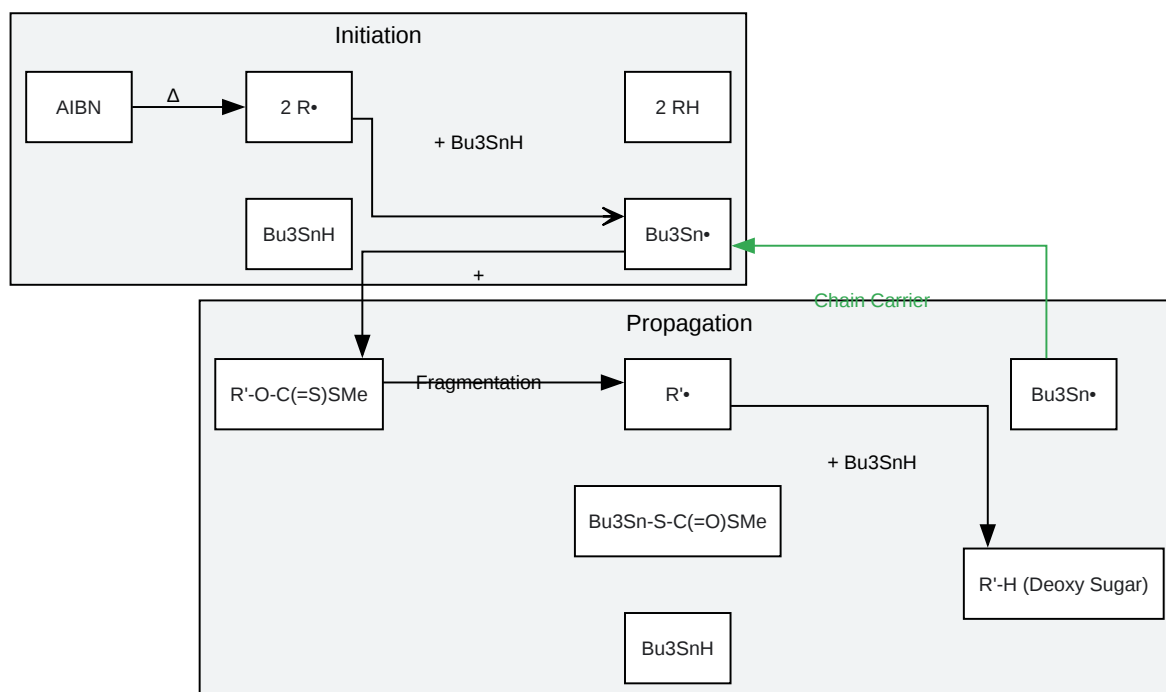 Initiation
AIBN
Δ
2 R•
2 RH
+ Bu3SnH
Bu3SnH
Bu3Sn•
+
Chain Carrier
Propagation
R'-O-C(=S)SMe
Fragmentation
R'•
Bu3Sn•
+ Bu3SnH
Bu3Sn-S-C(=O)SMe
R'-H (Deoxy Sugar)
Bu3SnH